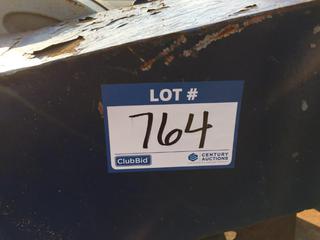 LOT #
764
ClubBid
CENTURY
AUCTIONS